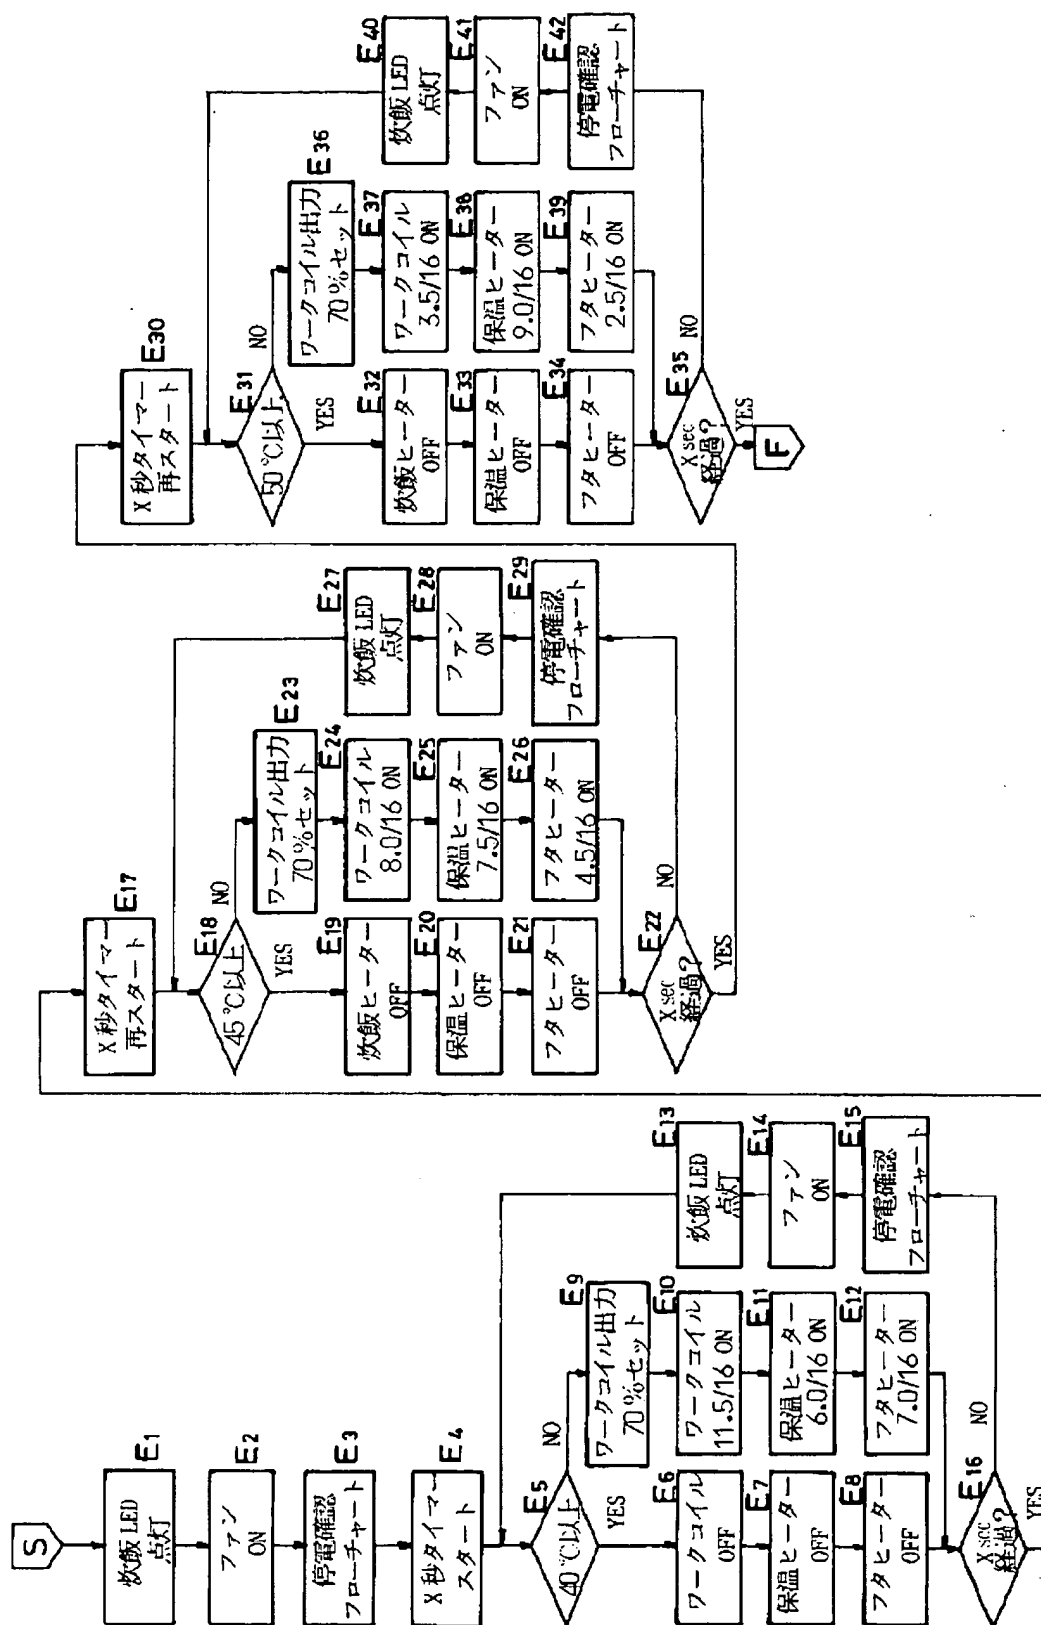 S
炊飯 LED
点灯
E1
ファン
ON
E2
停電確認
フローチャート
E3
X 秒タイマー
スタート
E4
40℃以上
E5
YES
NO
ワークコイル
OFF
E6
保温ヒーター
OFF
E7
フタヒーター
OFF
E8
ワークコイル出力
70%セット
E9
ワークコイル
11.5/16 ON
E10
保温ヒーター
6.0/16 ON
E11
フタヒーター
7.0/16 ON
E12
炊飯 LED
点灯
E13
ファン
ON
E14
停電確認
フローチャート
E15
X sec
経過?
E16
NO
YES
X 秒タイマー
再スタート
E17
45℃以上
E18
YES
NO
炊飯ヒーター
OFF
E19
保温ヒーター
OFF
E20
フタヒーター
OFF
E21
X sec
経過?
E22
NO
YES
ワークコイル出力
70%セット
E23
ワークコイル
8.0/16 ON
E24
保温ヒーター
7.5/16 ON
E25
フタヒーター
4.5/16 ON
E26
炊飯 LED
点灯
E27
ファン
ON
E28
停電確認
フローチャート
E29
X 秒タイマー
再スタート
E30
50℃以上
E31
YES
NO
炊飯ヒーター
OFF
E32
保温ヒーター
OFF
E33
フタヒーター
OFF
E34
X sec
経過?
E35
NO
YES
ワークコイル出力
70%セット
E36
ワークコイル
3.5/16 ON
E37
保温ヒーター
9.0/16 ON
E38
フタヒーター
2.5/16 ON
E39
炊飯 LED
点灯
E40
ファン
ON
E41
停電確認
フローチャート
E42
F